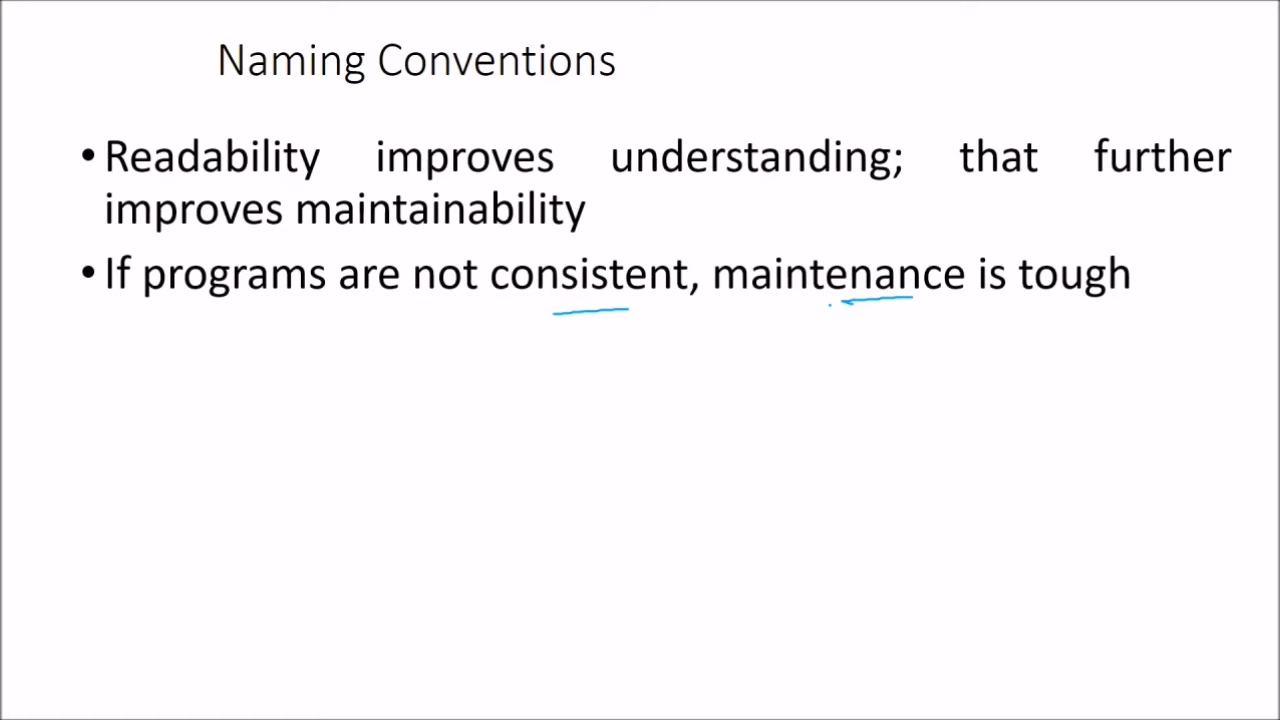 Naming Conventions
• Readability improves understanding; that further
improves maintainability
• If programs are not consistent, maintenance is tough